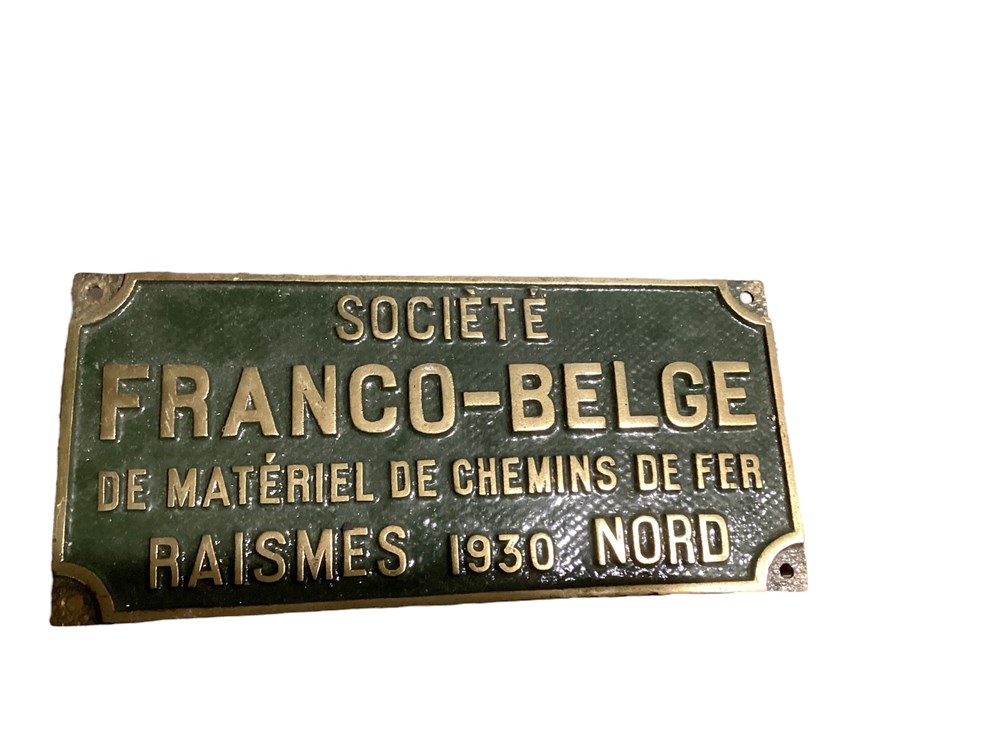 SOCIÉTÉ
FRANCO-BELGE
DE MATÉRIEL DE CHEMINS DE FER
RAISMES 1930 NORD